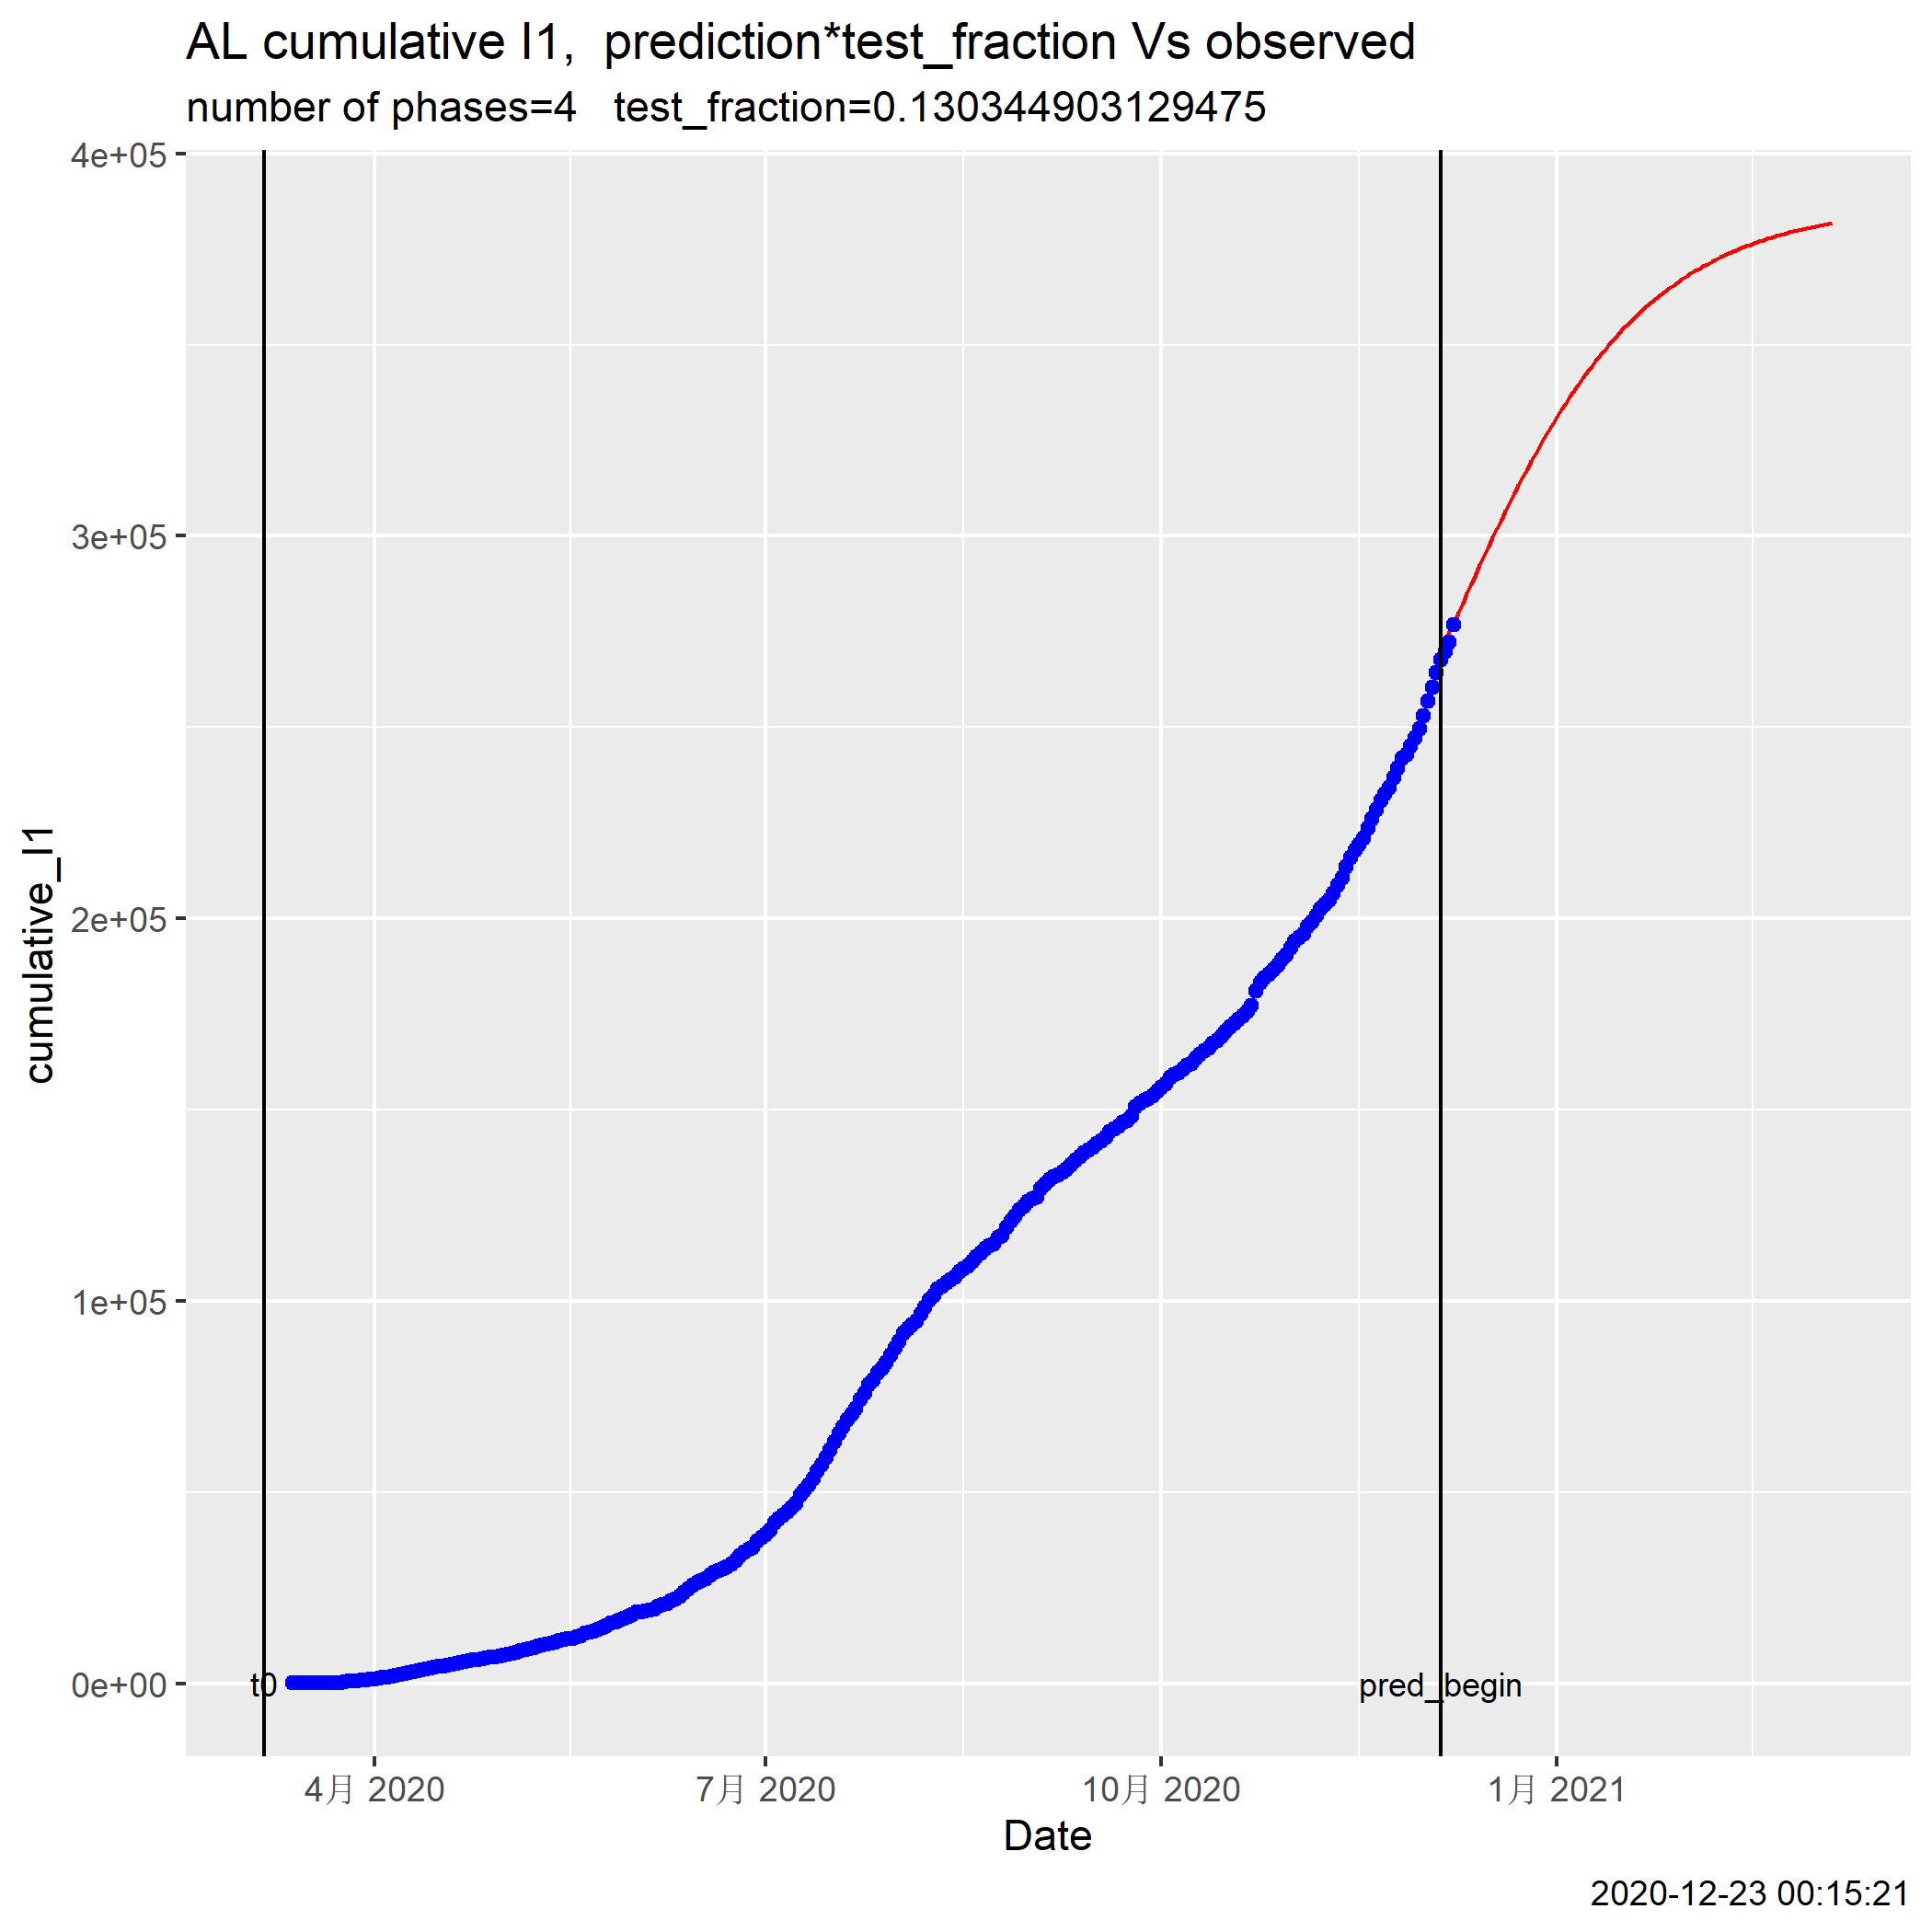 AL cumulative I1,  prediction*test_fraction Vs observed
number of phases=4   test_fraction=0.130344903129475
4e+05
3e+05
2e+05
1e+05
0e+00
cumulative_I1
t0
pred_begin
4月 2020
7月 2020
10月 2020
1月 2021
Date
2020-12-23 00:15:21